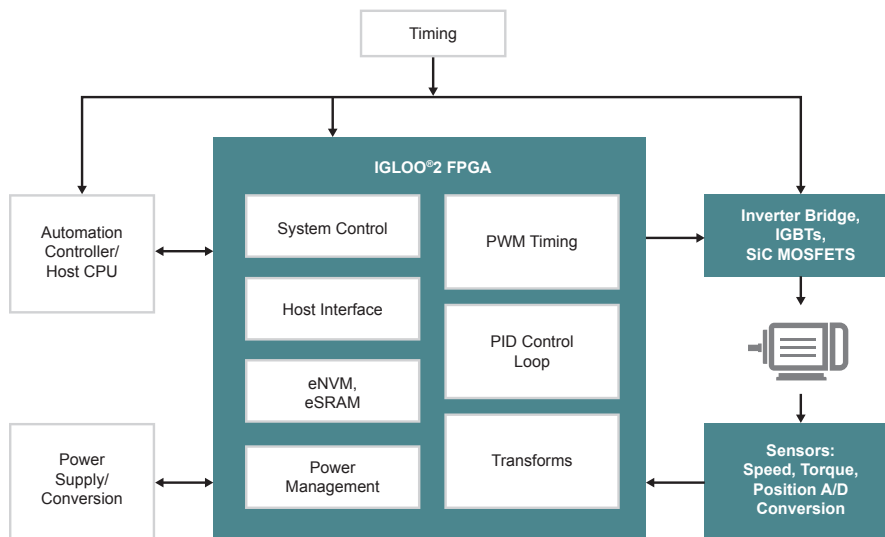 Timing
IGLOO®2 FPGA
Automation
Controller/
Host CPU
System Control
PWM Timing
Inverter Bridge,
IGBTs,
SiC MOSFETS
Host Interface
PID Control
Loop
eNVM,
eSRAM
Power
Supply/
Conversion
Power
Management
Transforms
Sensors:
Speed, Torque,
Position A/D
Conversion